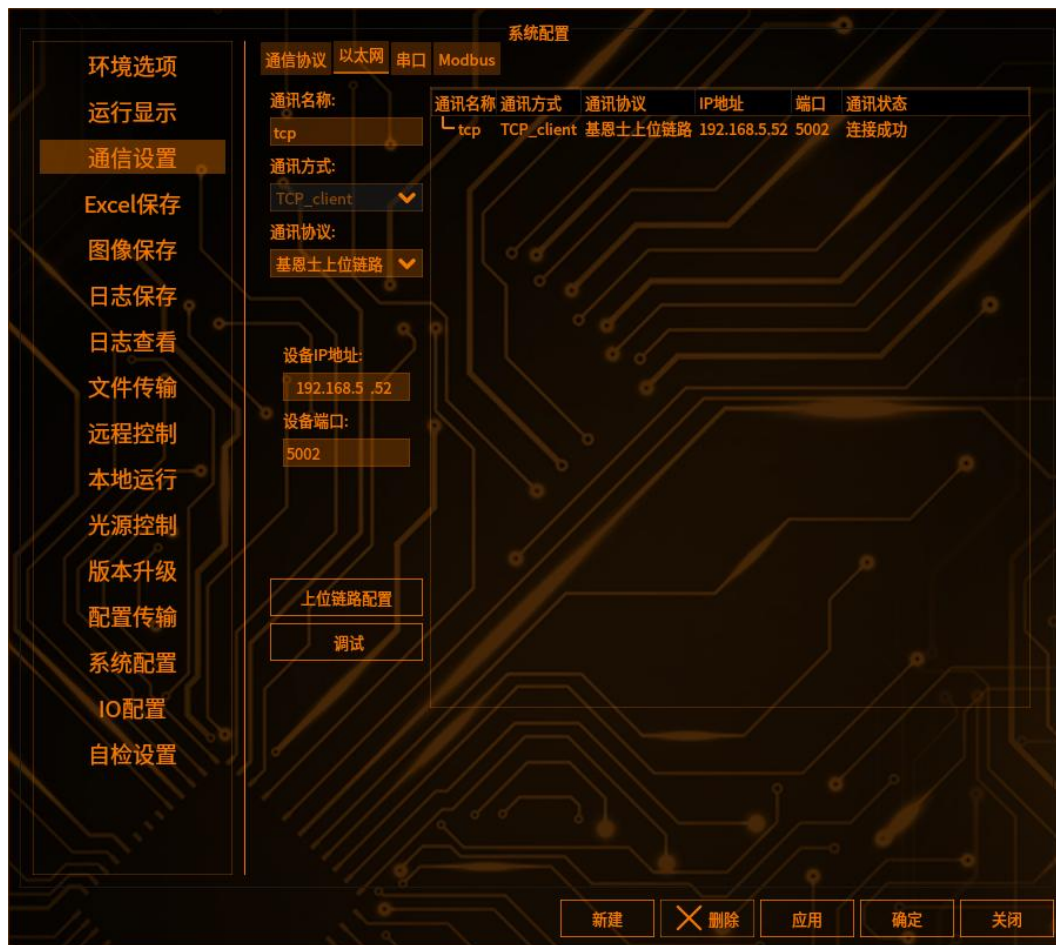 系统配置
环境选项
运行显示
通信设置
Excel保存
图像保存
日志保存
日志查看
文件传输
远程控制
本地运行
光源控制
版本升级
配置传输
系统配置
IO配置
自检设置
通信协议 以太网 串口 Modbus
通讯名称:
tcp
通讯方式:
TCP_client
通讯协议:
基恩士上位链路
设备IP地址:
192.168.5 .52
设备端口:
5002
上位链路配置
调试
通讯名称 通讯方式 通讯协议 IP地址 端口 通讯状态
tcp TCP_client 基恩士上位链路 192.168.5.52 5002 连接成功
新建 删除 应用 确定 关闭